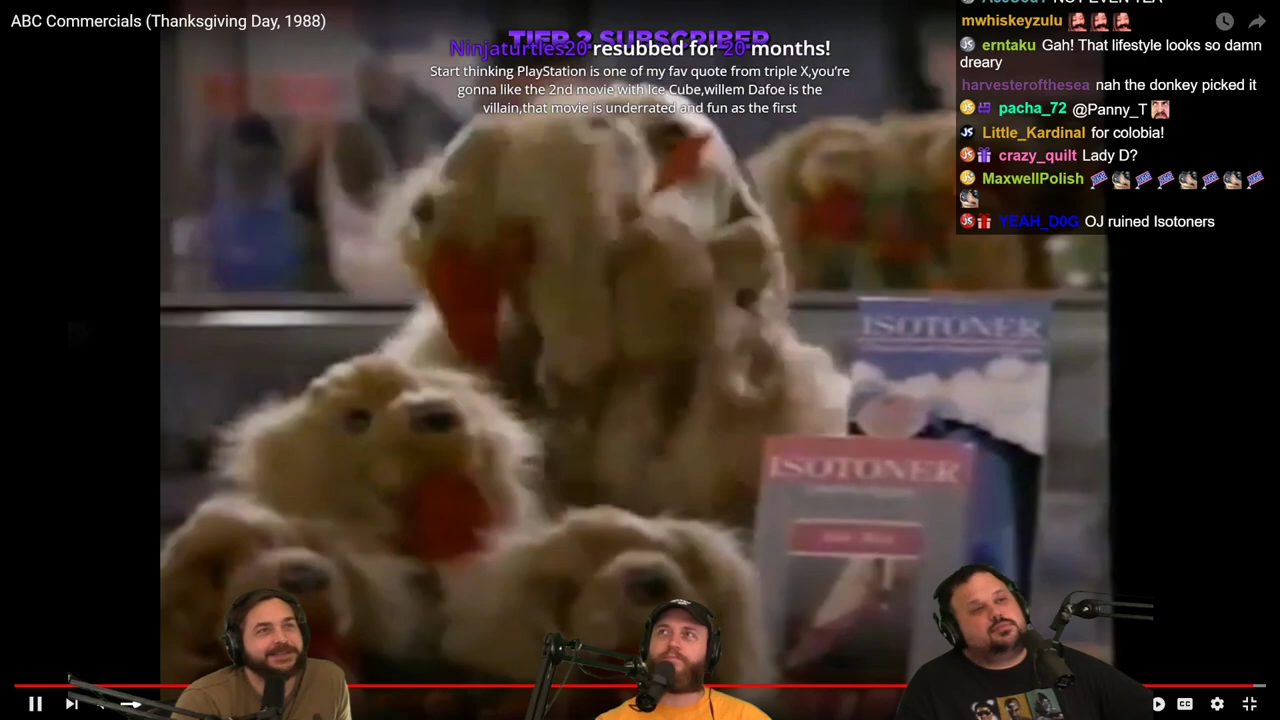 ABC Commercials (Thanksgiving Day, 1988)
TIER 2 SUBSCRIBER
Ninjaturtles20 resubbed for 20 months!
Start thinking PlayStation is one of my fav quote from triple X,you're
gonna like the 2nd movie with Ice Cube,willem Dafoe is the
villain,that movie is underrated and fun as the first
mwhiskeyzulu
erntaku Gah! That lifestyle looks so damn
dreary
harvesterofthesea nah the donkey picked it
pacha_72 @Panny_T
Little_Kardinal for colobia!
crazy_quilt Lady D?
MaxwellPolish
YEAH_D0G OJ ruined Isotoners
ISOTONER
ISOTONER